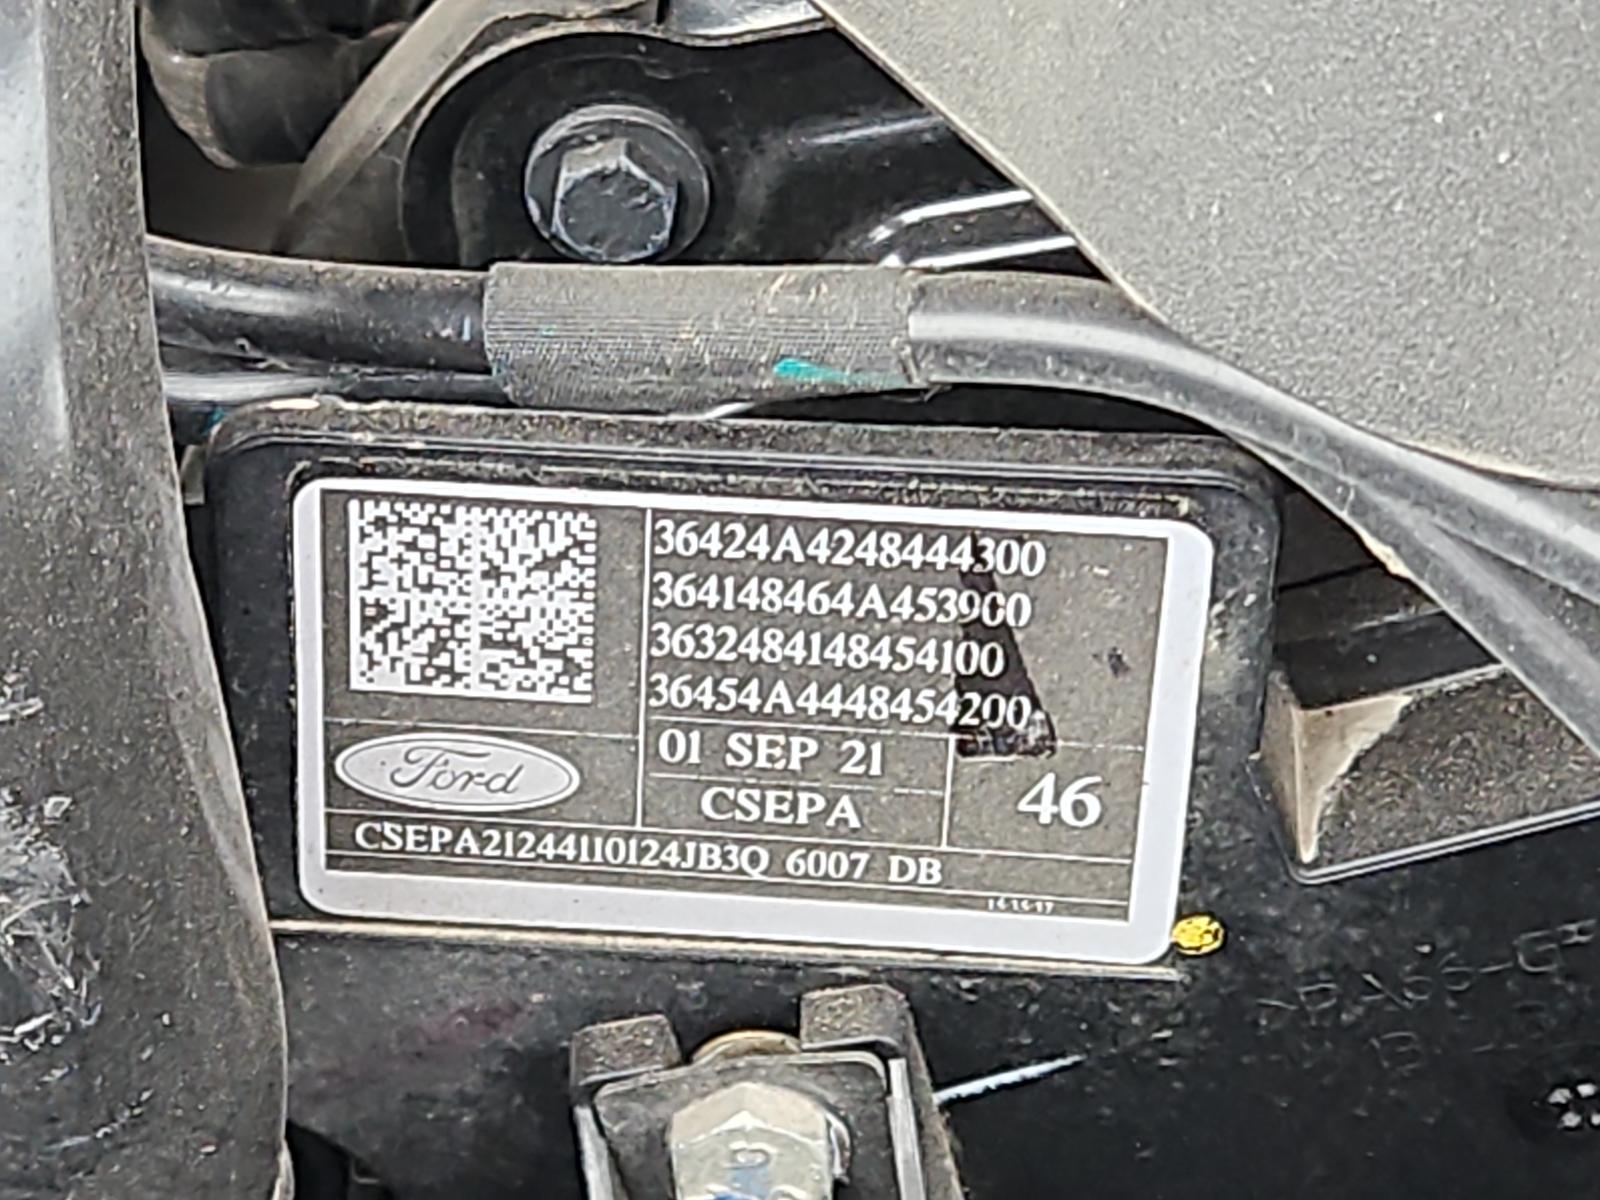 36424A4248444300
364148464A453900
3632484148454100
36454A4448454200
01 SEP 21
Ford
CSEPA
46
CSEPA21244110124JB3Q 6007 DB